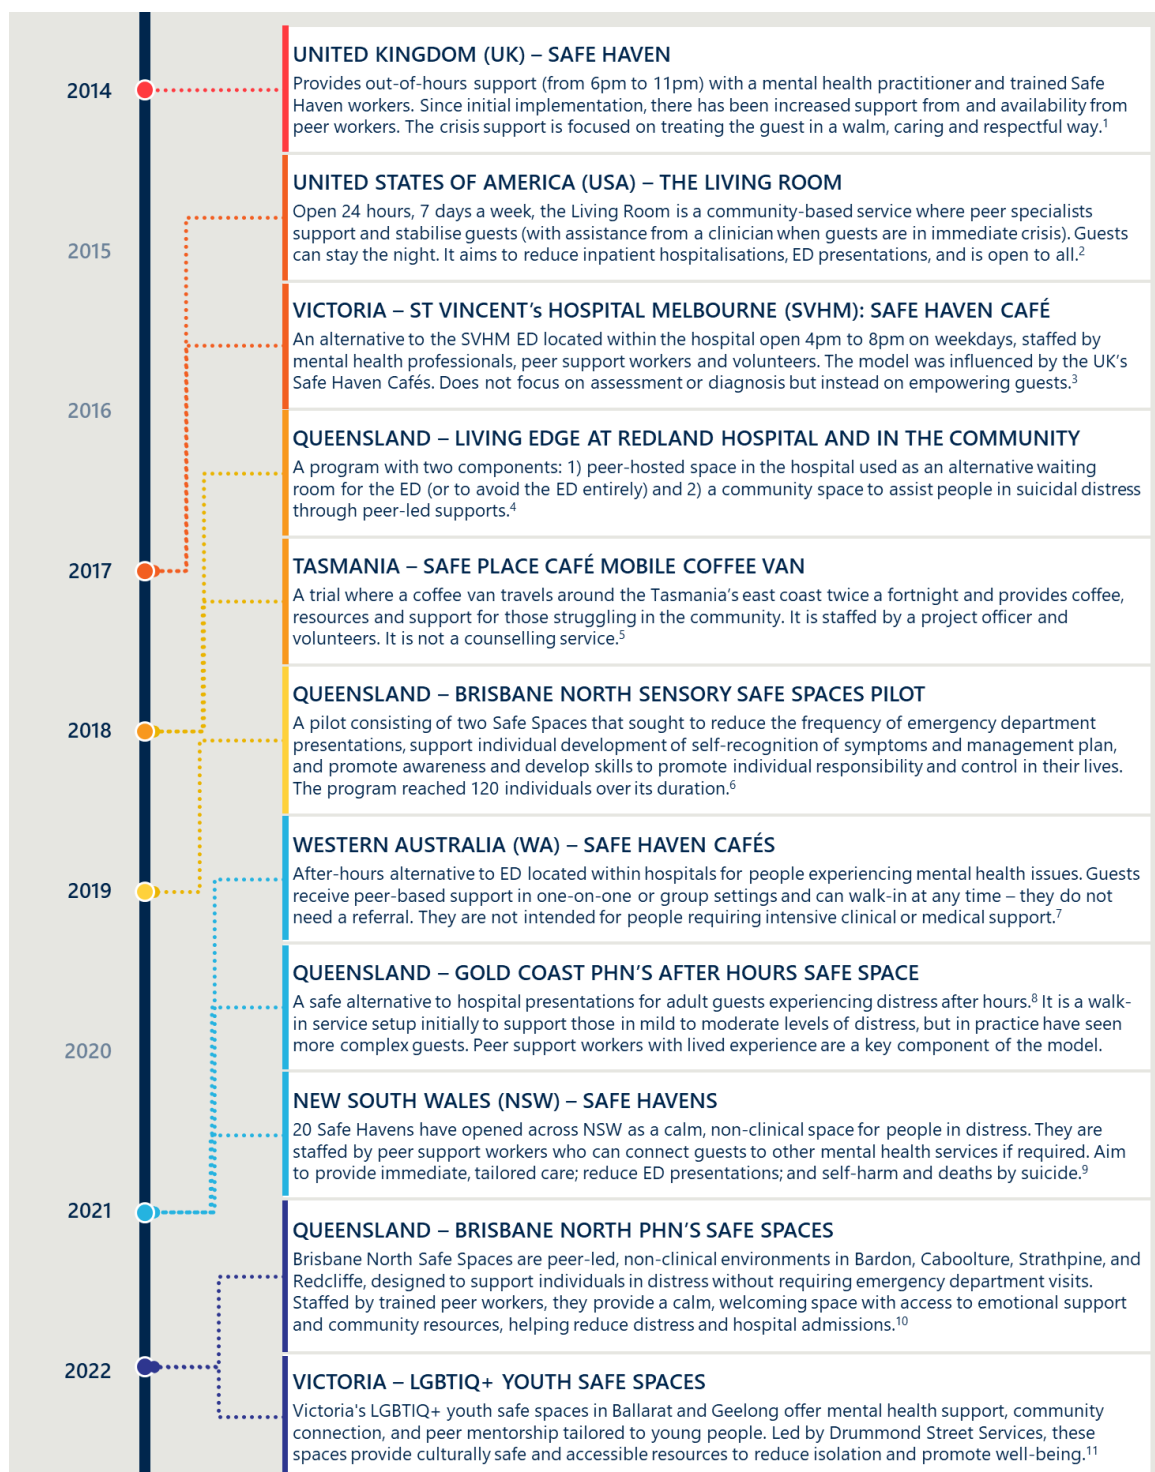 2014
UNITED KINGDOM (UK) – SAFE HAVEN
Provides out-of-hours support (from 6pm to 11pm) with a mental health practitioner and trained Safe
Haven workers. Since initial implementation, there has been increased support from and availability from
peer workers. The crisis support is focused on treating the guest in a walm, caring and respectful way.1
UNITED STATES OF AMERICA (USA) – THE LIVING ROOM
Open 24 hours, 7 days a week, the Living Room is a community-based service where peer specialists
support and stabilise guests (with assistance from a clinician when guests are in immediate crisis). Guests
can stay the night. It aims to reduce inpatient hospitalisations, ED presentations, and is open to all.2
2015
VICTORIA – ST VINCENT's HOSPITAL MELBOURNE (SVHM): SAFE HAVEN CAFÉ
An alternative to the SVHM ED located within the hospital open 4pm to 8pm on weekdays, staffed by
mental health professionals, peer support workers and volunteers. The model was influenced by the UK's
Safe Haven Cafés. Does not focus on assessment or diagnosis but instead on empowering guests.3
2016
QUEENSLAND – LIVING EDGE AT REDLAND HOSPITAL AND IN THE COMMUNITY
A program with two components: 1) peer-hosted space in the hospital used as an alternative waiting
room for the ED (or to avoid the ED entirely) and 2) a community space to assist people in suicidal distress
through peer-led supports.4
2017
TASMANIA – SAFE PLACE CAFÉ MOBILE COFFEE VAN
A trial where a coffee van travels around the Tasmania's east coast twice a fortnight and provides coffee,
resources and support for those struggling in the community. It is staffed by a project officer and
volunteers. It is not a counselling service.5
2018
QUEENSLAND – BRISBANE NORTH SENSORY SAFE SPACES PILOT
A pilot consisting of two Safe Spaces that sought to reduce the frequency of emergency department
presentations, support individual development of self-recognition of symptoms and management plan,
and promote awareness and develop skills to promote individual responsibility and control in their lives.
The program reached 120 individuals over its duration.6
2019
WESTERN AUSTRALIA (WA) – SAFE HAVEN CAFÉS
After-hours alternative to ED located within hospitals for people experiencing mental health issues. Guests
receive peer-based support in one-on-one or group settings and can walk-in at any time – they do not
need a referral. They are not intended for people requiring intensive clinical or medical support.7
QUEENSLAND – GOLD COAST PHN'S AFTER HOURS SAFE SPACE
A safe alternative to hospital presentations for adult guests experiencing distress after hours.8 It is a walk-
in service setup initially to support those in mild to moderate levels of distress, but in practice have seen
more complex guests. Peer support workers with lived experience are a key component of the model.
2020
NEW SOUTH WALES (NSW) – SAFE HAVENS
20 Safe Havens have opened across NSW as a calm, non-clinical space for people in distress. They are
staffed by peer support workers who can connect guests to other mental health services if required. Aim
to provide immediate, tailored care; reduce ED presentations; and self-harm and deaths by suicide.9
2021
QUEENSLAND – BRISBANE NORTH PHN'S SAFE SPACES
Brisbane North Safe Spaces are peer-led, non-clinical environments in Bardon, Caboolture, Strathpine, and
Redcliffe, designed to support individuals in distress without requiring emergency department visits.
Staffed by trained peer workers, they provide a calm, welcoming space with access to emotional support
and community resources, helping reduce distress and hospital admissions.10
2022
VICTORIA – LGBTIQ+ YOUTH SAFE SPACES
Victoria's LGBTIQ+ youth safe spaces in Ballarat and Geelong offer mental health support, community
connection, and peer mentorship tailored to young people. Led by Drummond Street Services, these
spaces provide culturally safe and accessible resources to reduce isolation and promote well-being.11